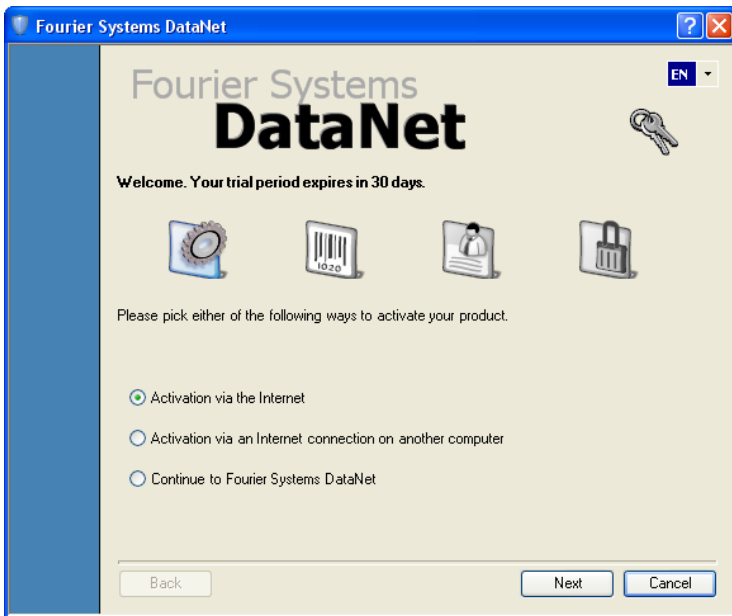 Fourier Systems DataNet
EN
Fourier Systems
DataNet
Welcome. Your trial period expires in 30 days.
1020
Please pick either of the following ways to activate your product.
Activation via the Internet
Activation via an Internet connection on another computer
Continue to Fourier Systems DataNet
Back
Next
Cancel